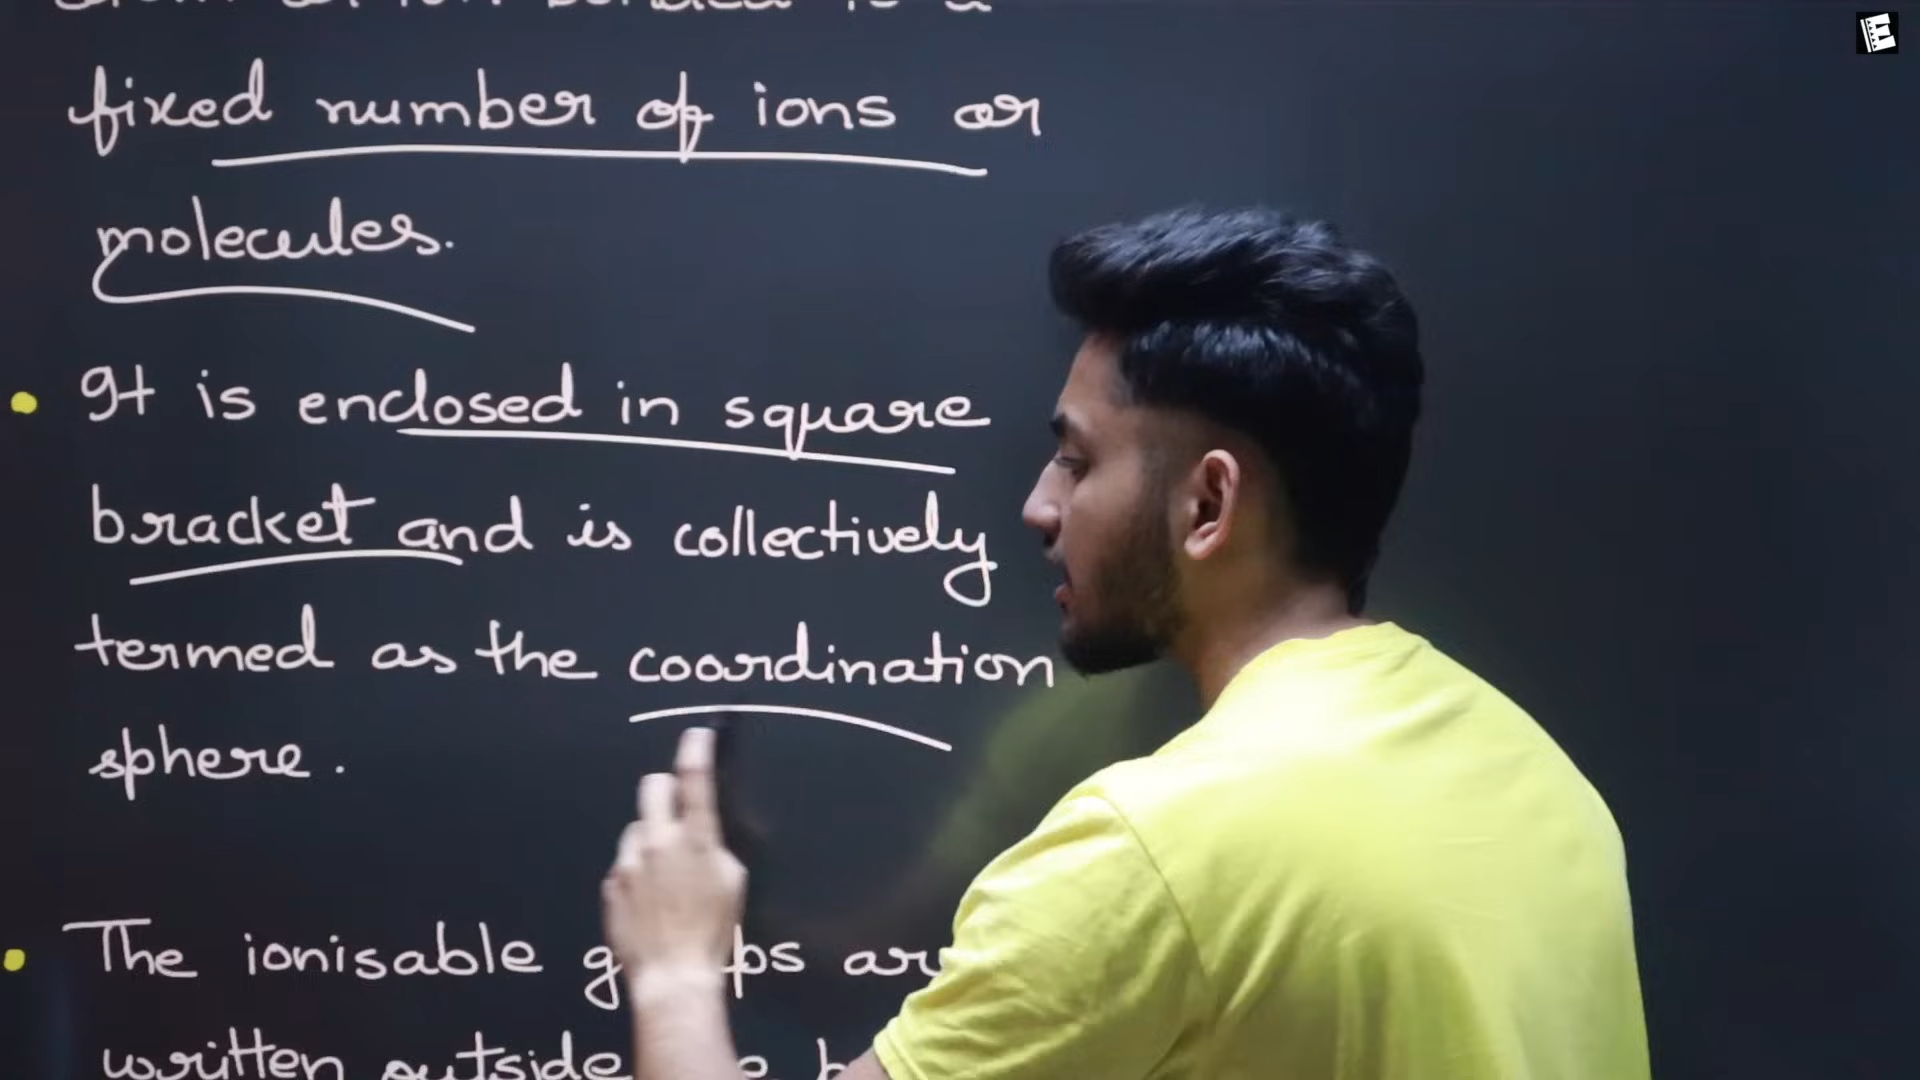 fixed number of ions or
molecules.
It is enclosed in square
bracket and is collectively
termed as the coordination
sphere.
The ionisable
written outside